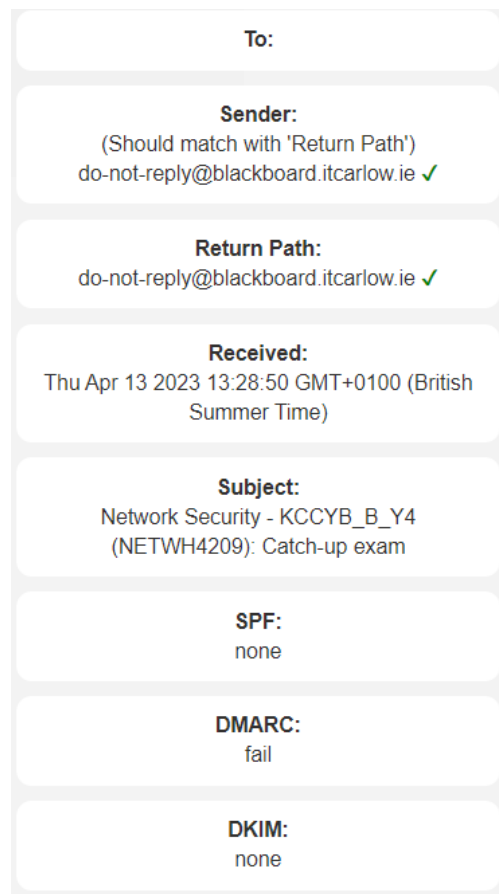 To:
Sender:
(Should match with 'Return Path')
do-not-reply@blackboard.itcarlow.ie ✓
Return Path:
do-not-reply@blackboard.itcarlow.ie ✓
Received:
Thu Apr 13 2023 13:28:50 GMT+0100 (British
Summer Time)
Subject:
Network Security - KCCYB_B_Y4
(NETWH4209): Catch-up exam
SPF:
none
DMARC:
fail
DKIM:
none